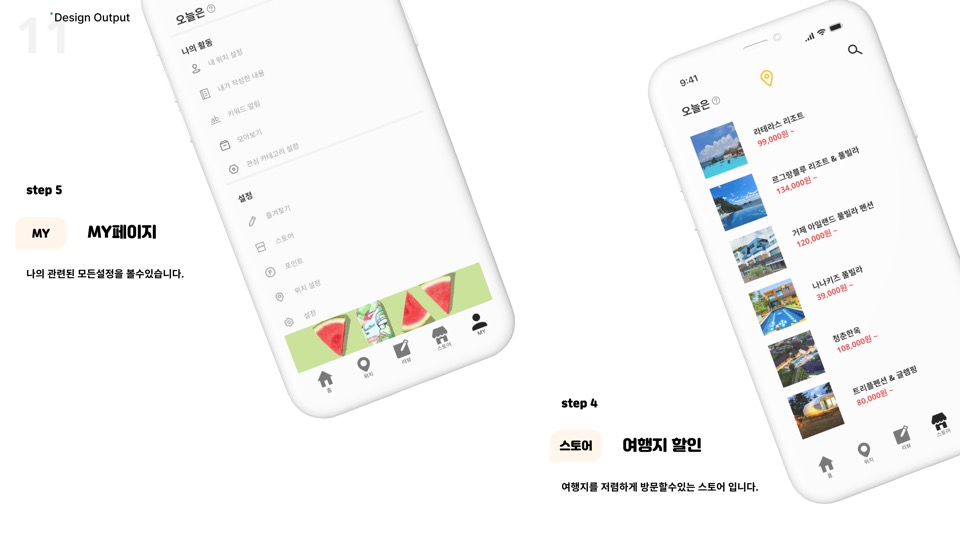 11
Design Output
오늘은 ?
나의 활동
내 위치 설정
내가 작성한 내용
키워드 알림
모아보기
관심 카테고리 설정
설정
즐겨찾기
스토어
포인트
위치 설정
설정
홈
위치
리뷰
스토어
MY
step 5
MY
MY페이지
나의 관련된 모든설정을 볼수있습니다.
9:41
오늘은 ?
라테라스 리조트
99,000원 ~
르그랑블루 리조트 & 풀빌라
134,000원 ~
거제 아일랜드 풀빌라 펜션
120,000원 ~
나나키즈 풀빌라
39,000원 ~
청춘한옥
108,000원 ~
트리플펜션 & 글램핑
80,000원 ~
홈
위치
리뷰
스토어
step 4
스토어
여행지 할인
여행지를 저렴하게 방문할수있는 스토어 입니다.